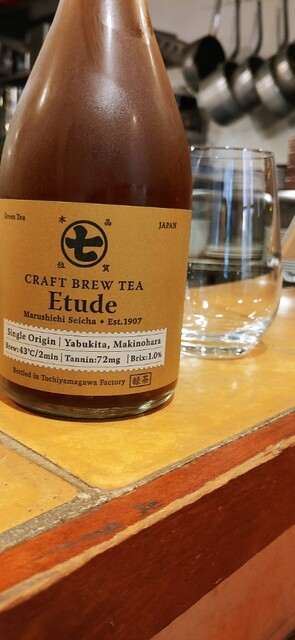 Green Tea
JAPAN
本 品
七
位 質
CRAFT BREW TEA
Etude
Marushichi Seicha • Est.1907
Single Origin | Yabukita, Makinohara
Brew:43℃/2min | Tannin:72mg | Brix:1.0%
Bottled in Tochiyamagawa Factory 緑茶